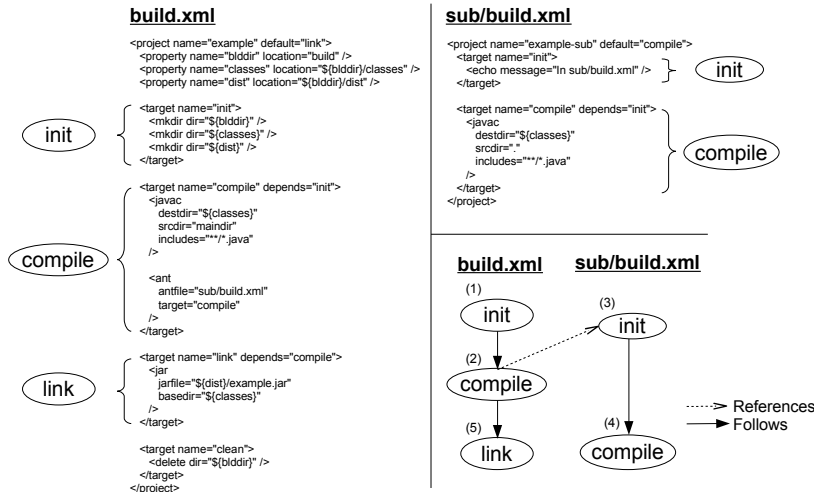 build.xml
<project name="example" default="link">
<property name="blddir" location="build" />
<property name="classes" location="${blddir}/classes" />
<property name="dist" location="${blddir}/dist" />
init
<target name="init">
<mkdir dir="${blddir}" />
<mkdir dir="${classes}" />
<mkdir dir="${dist}" />
</target>
compile
<target name="compile" depends="init">
<javac
destdir="${classes}"
srcdir="maindir"
includes="**/*.java"
/>
<ant
antfile="sub/build.xml"
target="compile"
/>
</target>
link
<target name="link" depends="compile">
<jar
jarfile="${dist}/example.jar"
basedir="${classes}"
/>
</target>
<target name="clean">
<delete dir="${blddir}" />
</target>
</project>
sub/build.xml
<project name="example-sub" default="compile">
<target name="init">
<echo message="In sub/build.xml" />
</target>
init
<target name="compile" depends="init">
<javac
destdir="${classes}"
srcdir="."
includes="**/*.java"
/>
</target>
</project>
compile
build.xml
sub/build.xml
(1)
init
(3)
init
(2)
compile
(5)
link
(4)
compile
References
Follows